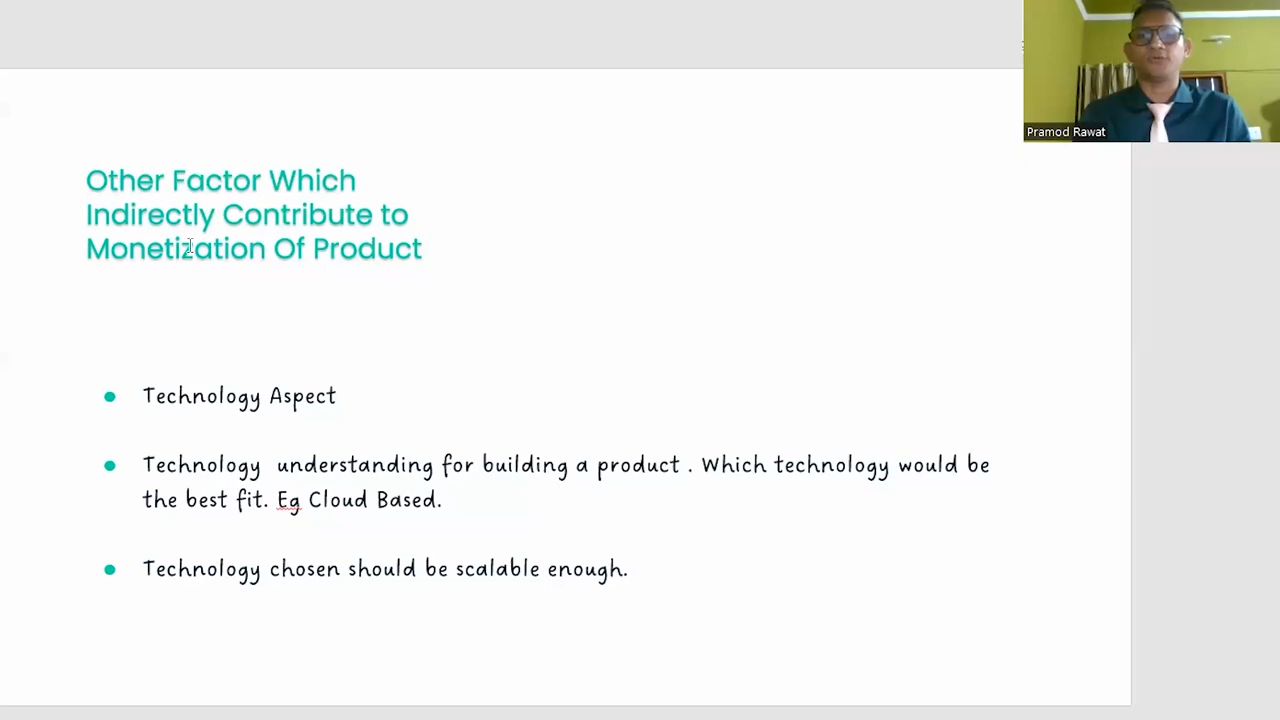 Pramod Rawat
Other Factor Which
Indirectly Contribute to
Monetization Of Product
Technology Aspect
Technology understanding for building a product . Which technology would be
the best fit. Eg Cloud Based.
Technology chosen should be scalable enough.